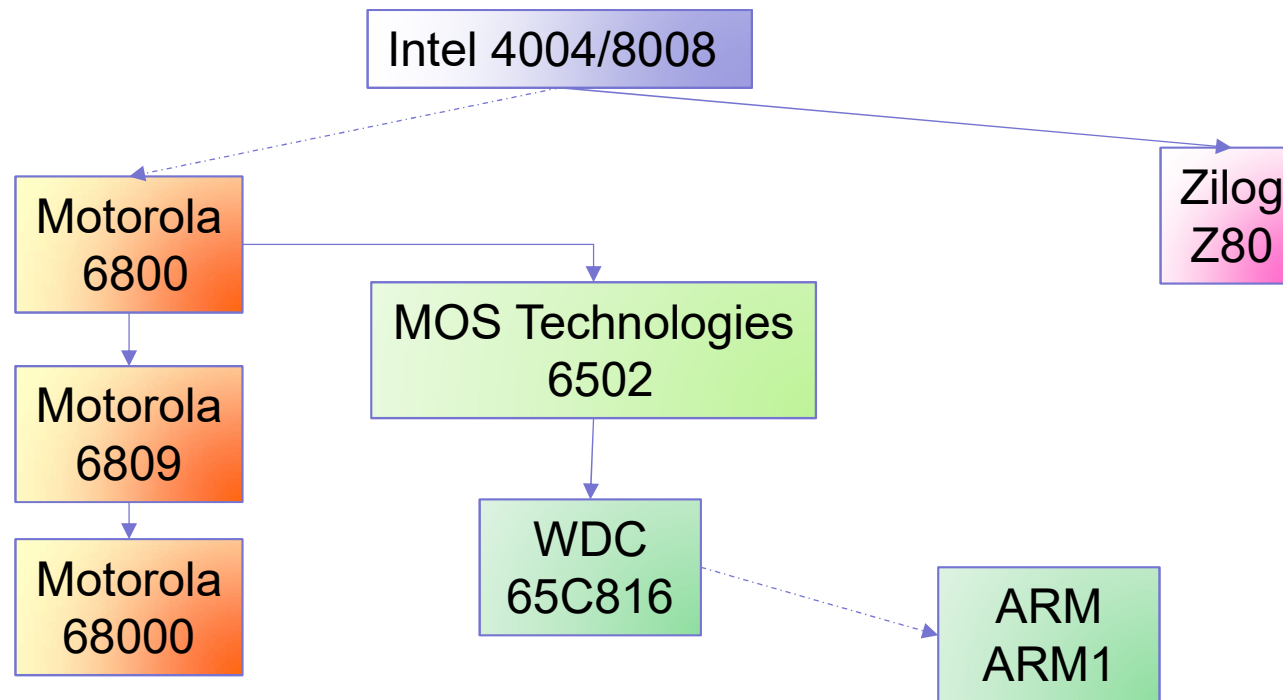 Intel 4004/8008
Motorola
6800
Zilog
Z80
MOS Technologies
6502
Motorola
6809
WDC
65C816
Motorola
68000
ARM
ARM1